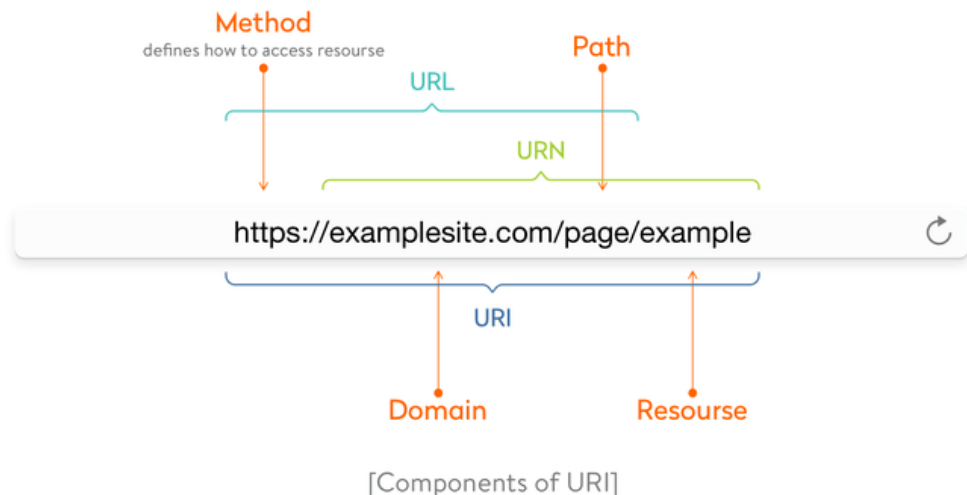 Method
defines how to access resourse
Path
URL
URN
https://examplesite.com/page/example
URI
Domain
Resourse
[Components of URI]